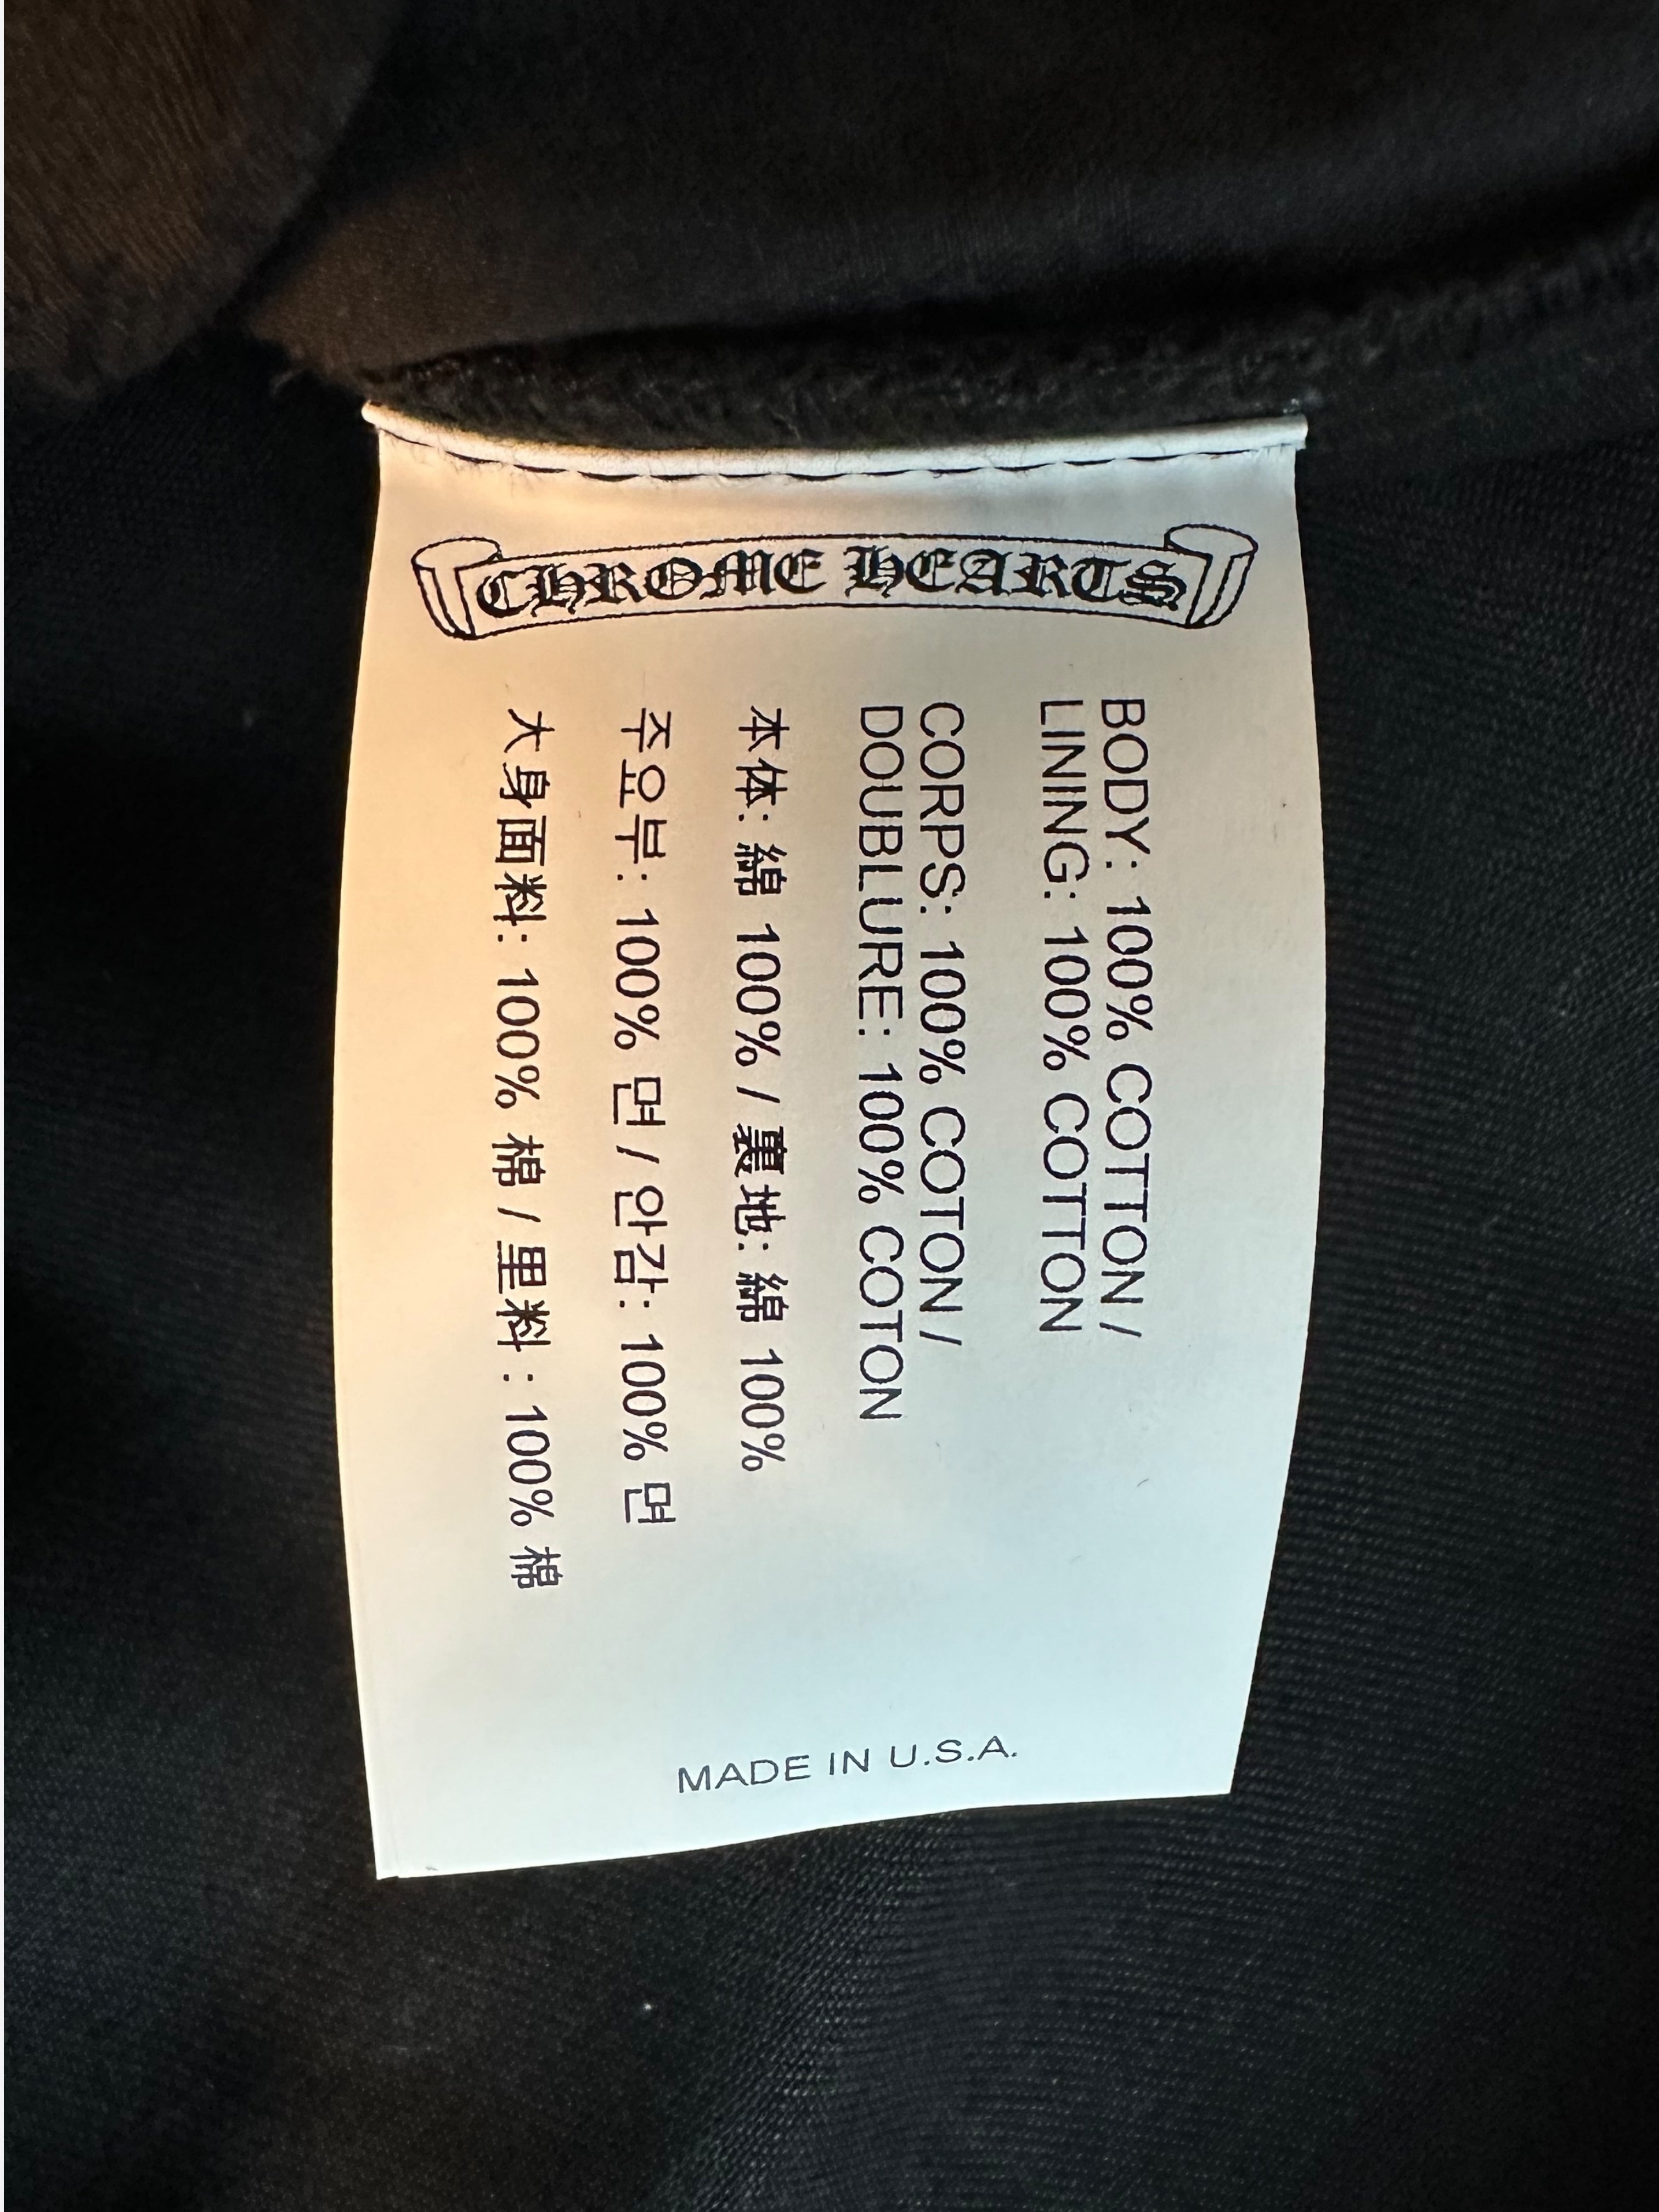 CHROME HEARTS
BODY: 100% COTTON /
LINING: 100% COTTON
CORPS: 100% COTON /
DOUBLURE: 100% COTON
本体: 綿 100% / 裏地: 綿 100%
주요부: 100% 면 / 안감: 100% 면
大身面料: 100% 棉 / 里料 : 100% 棉
MADE IN U.S.A.